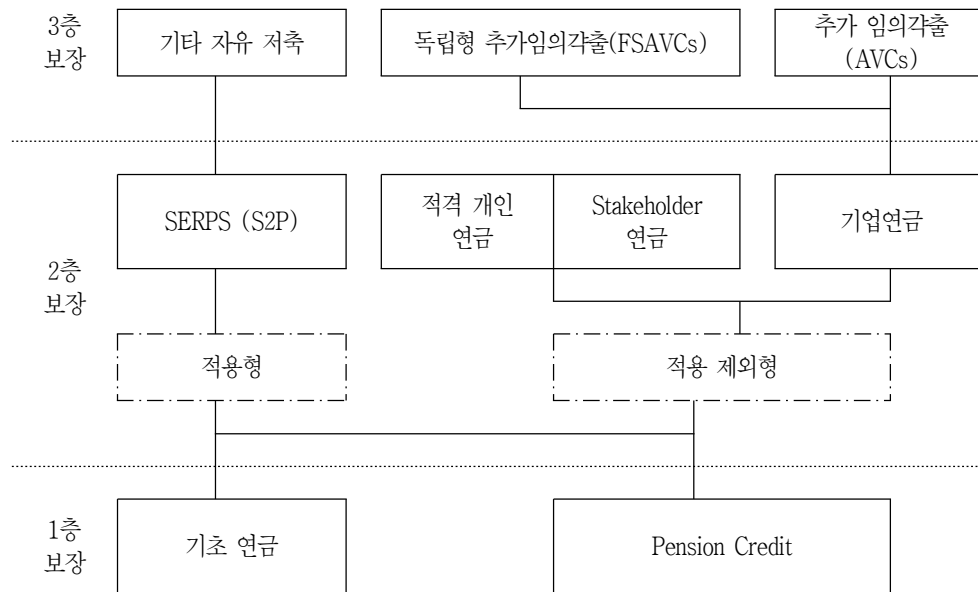 3층
보장
기타 자유 저축
독립형 추가임의갹출(FSAVCs)
추가 임의갹출
(AVCs)
2층
보장
SERPS (S2P)
적격 개인
연금
Stakeholder
연금
기업연금
적용형
적용 제외형
1층
보장
기초 연금
Pension Credit